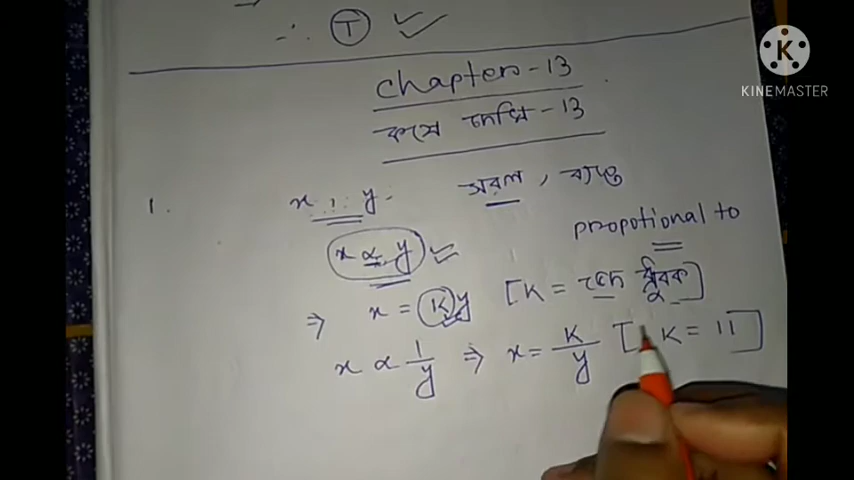 ∴ (T) ✓✓
K
KINEMASTER
chapter-13
কষে দেখি-13
1. x, y. সরল, ব্যস্ত
propotional to
x ∝ y ✓
⇒ x = Ky [K = ভেদ ধ্রুবক]
x ∝ 1/y ⇒ x = K/y [K = 11]